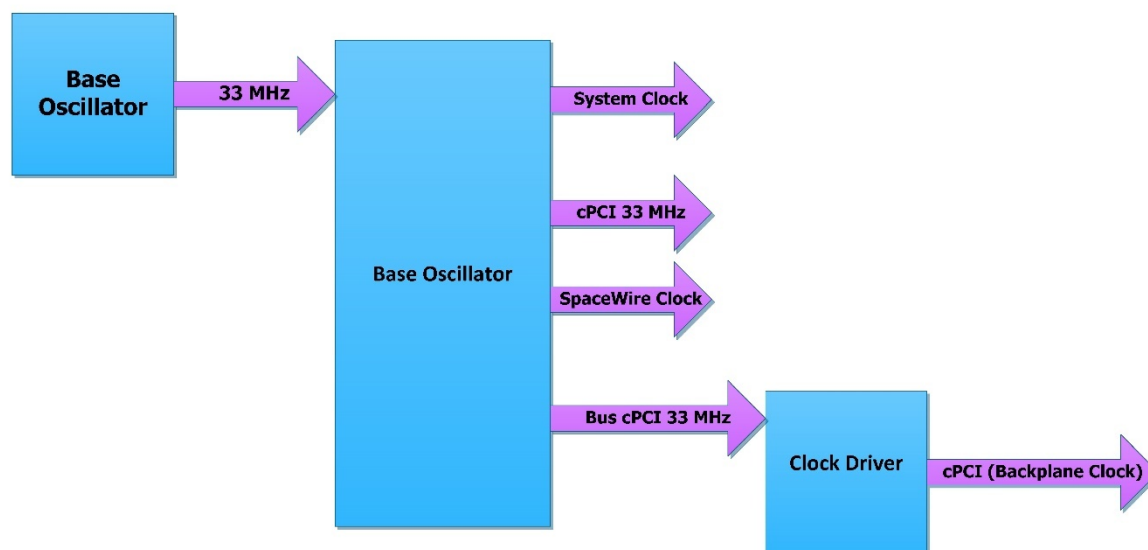 Base
Oscillator
33 MHz
System Clock
cPCI 33 MHz
Base Oscillator
SpaceWire Clock
Bus cPCI 33 MHz
Clock Driver
cPCI (Backplane Clock)